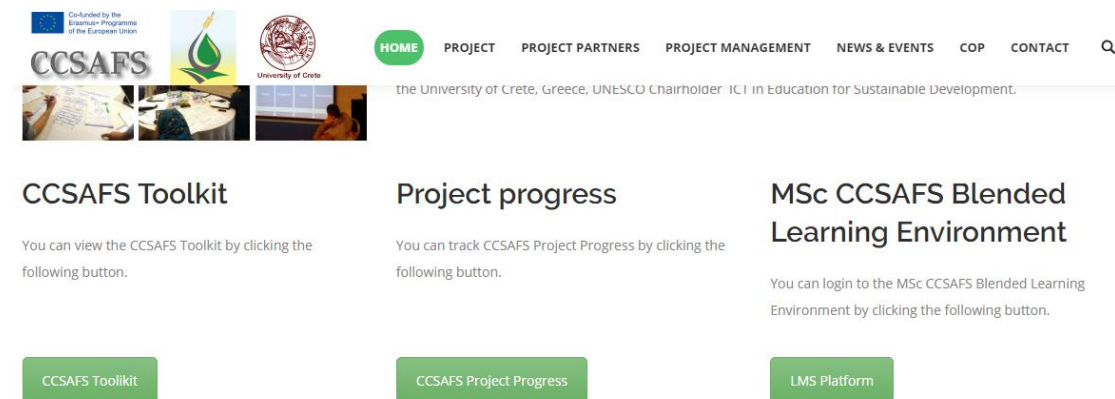 Co-funded by the
Erasmus+ Programme
of the European Union
CCSAFS
University of Crete
HOME PROJECT PROJECT PARTNERS PROJECT MANAGEMENT NEWS & EVENTS COP CONTACT
the University of Crete, Greece, UNESCO Chairholder ICT in Education for Sustainable Development.
CCSAFS Toolkit
You can view the CCSAFS Toolkit by clicking the
following button.
CCSAFS Toolikit
Project progress
You can track CCSAFS Project Progress by clicking the
following button.
CCSAFS Project Progress
MSc CCSAFS Blended
Learning Environment
You can login to the MSc CCSAFS Blended Learning
Environment by clicking the following button.
LMS Platform